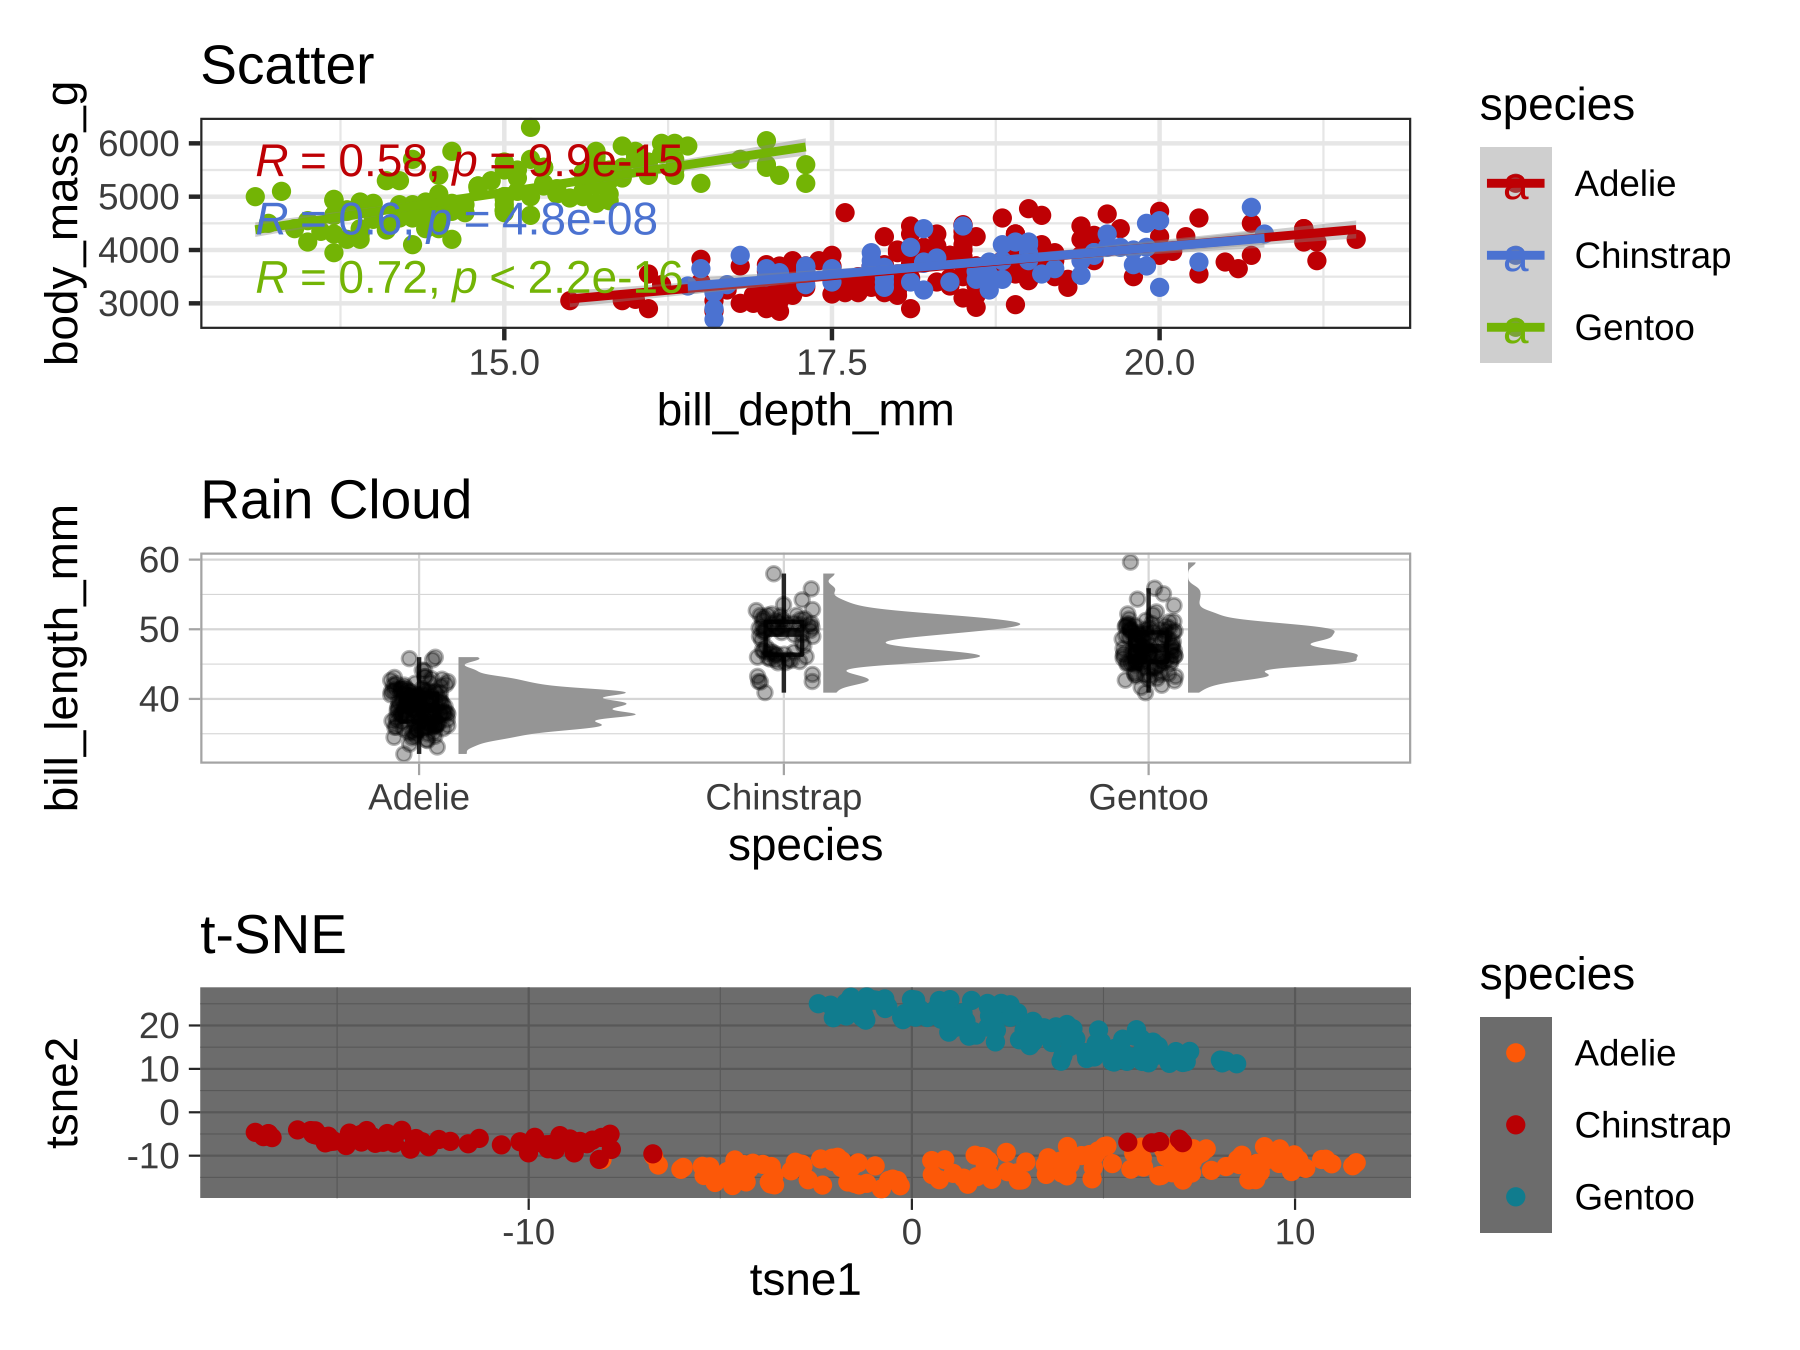 Scatter
body_mass_g
6000
5000
4000
3000
R = 0.58, p = 9.9e-15
R = 0.6, p = 4.8e-08
R = 0.72, p < 2.2e-16
15.0 17.5 20.0
bill_depth_mm
species
a Adelie
a Chinstrap
a Gentoo
Rain Cloud
bill_length_mm
60
50
40
Adelie Chinstrap Gentoo
species
t-SNE
tsne2
20
10
0
-10
-10 0 10
tsne1
species
Adelie
Chinstrap
Gentoo